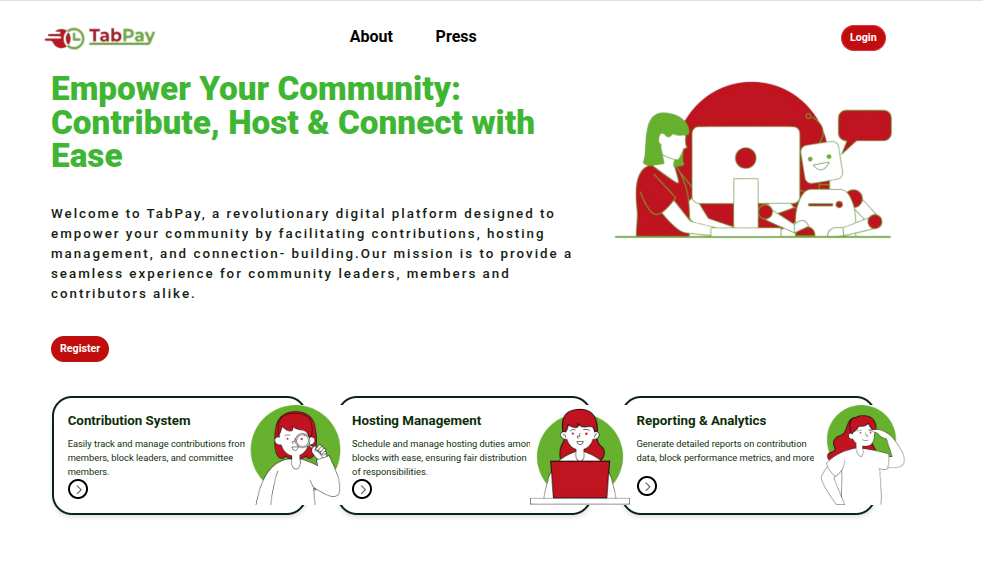 TabPay
About
Press
Login
Empower Your Community:
Contribute, Host & Connect with
Ease
Welcome to TabPay, a revolutionary digital platform designed to
empower your community by facilitating contributions, hosting
management, and connection- building.Our mission is to provide a
seamless experience for community leaders, members and
contributors alike.
Register
Contribution System
Easily track and manage contributions from
members, block leaders, and committee
members.
Hosting Management
Schedule and manage hosting duties amon
blocks with ease, ensuring fair distribution
of responsibilities.
Reporting & Analytics
Generate detailed reports on contribution
data, block performance metrics, and more